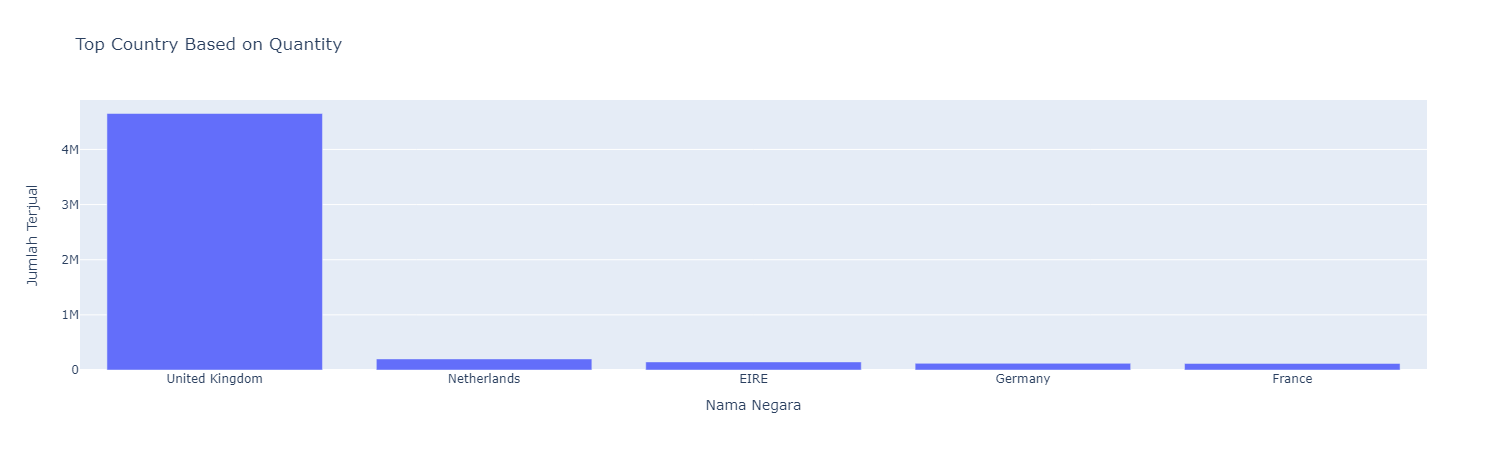 Top Country Based on Quantity
Jumlah Terjual
4M
3M
2M
1M
0
United Kingdom
Netherlands
EIRE
Germany
France
Nama Negara